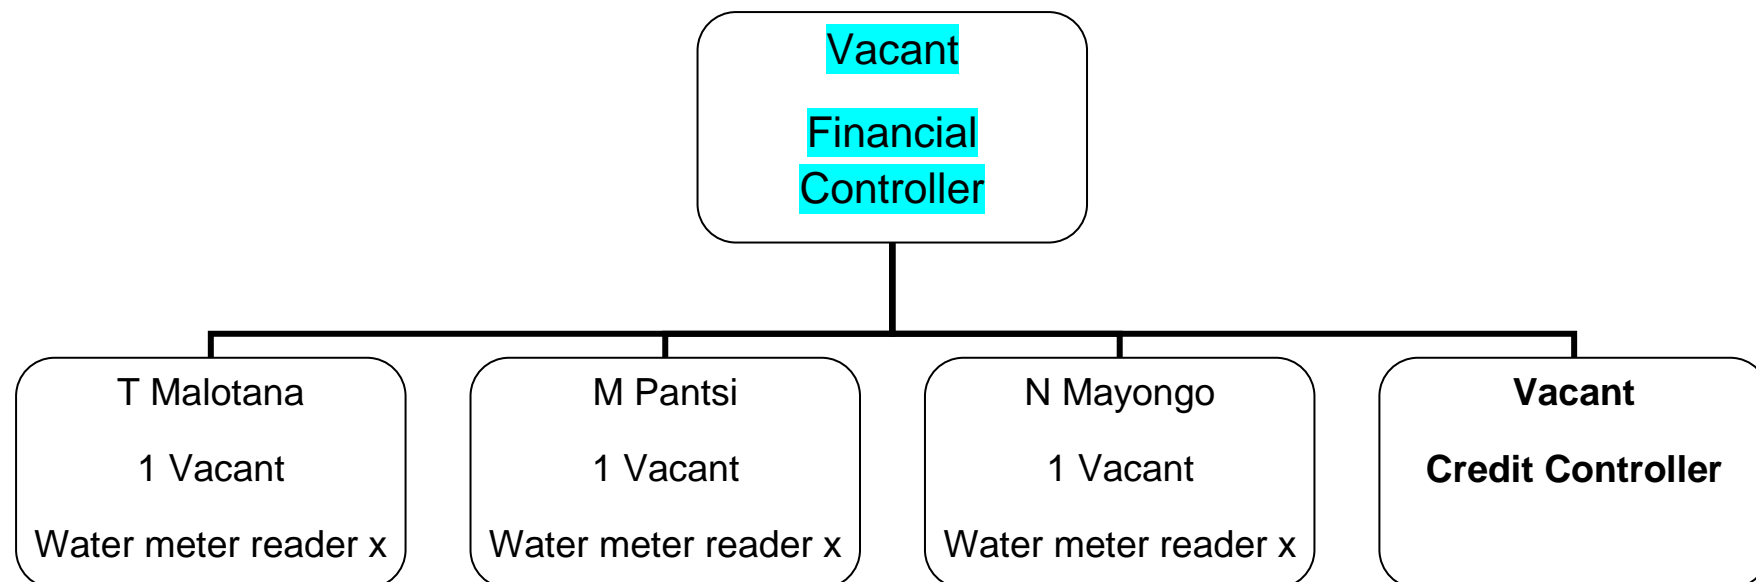 Vacant
Financial
Controller
T Malotana
1 Vacant
Water meter reader x
M Pantsi
1 Vacant
Water meter reader x
N Mayongo
1 Vacant
Water meter reader x
Vacant
Credit Controller